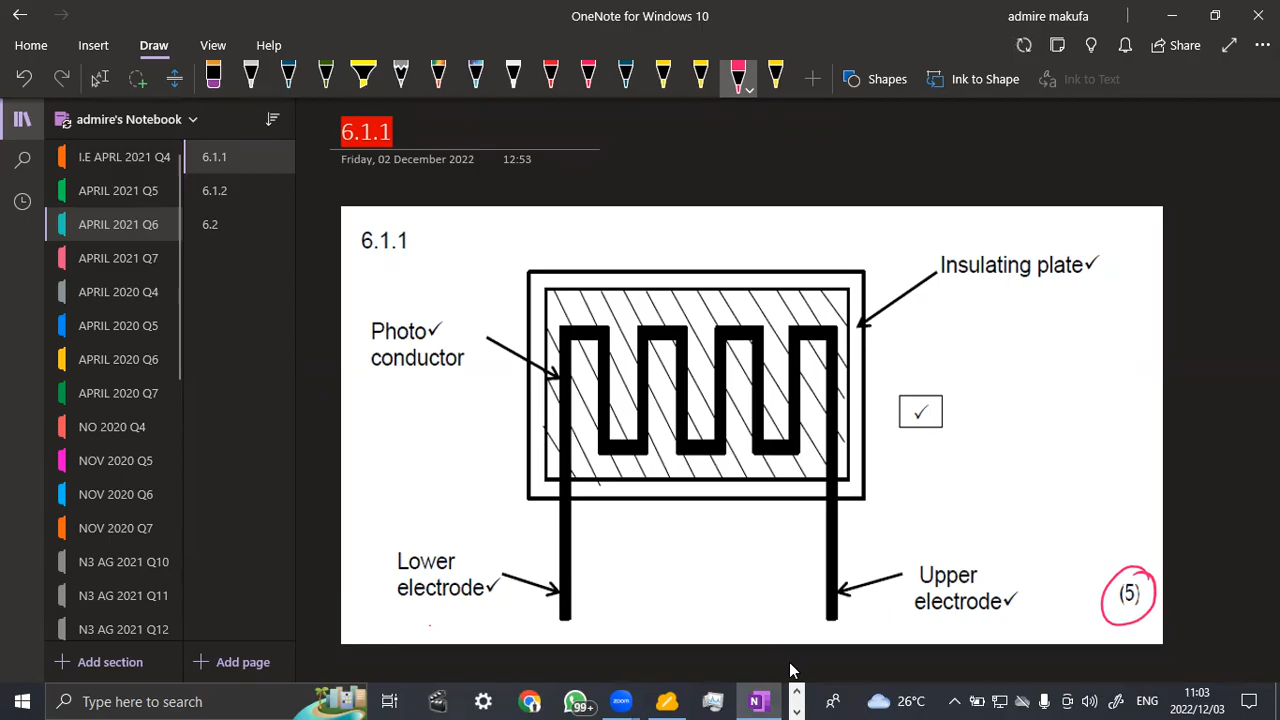 OneNote for Windows 10
admire makufa
Home
Insert
Draw
View
Help
Share
Shapes
Ink to Shape
Ink to Text
admire's Notebook
I.E APRL 2021 Q4
APRIL 2021 Q5
APRIL 2021 Q6
APRIL 2021 Q7
APRIL 2020 Q4
APRIL 2020 Q5
APRIL 2020 Q6
APRIL 2020 Q7
NO 2020 Q4
NOV 2020 Q5
NOV 2020 Q6
NOV 2020 Q7
N3 AG 2021 Q10
N3 AG 2021 Q11
N3 AG 2021 Q12
Add section
6.1.1
6.1.2
6.2
Add page
6.1.1
Friday, 02 December 2022 12:53
6.1.1
Insulating plate✓
Photo✓
conductor
✓
Lower
electrode✓
Upper
electrode✓
(5)
Type here to search
99+
zoom
26°C
ENG
11:03
2022/12/03